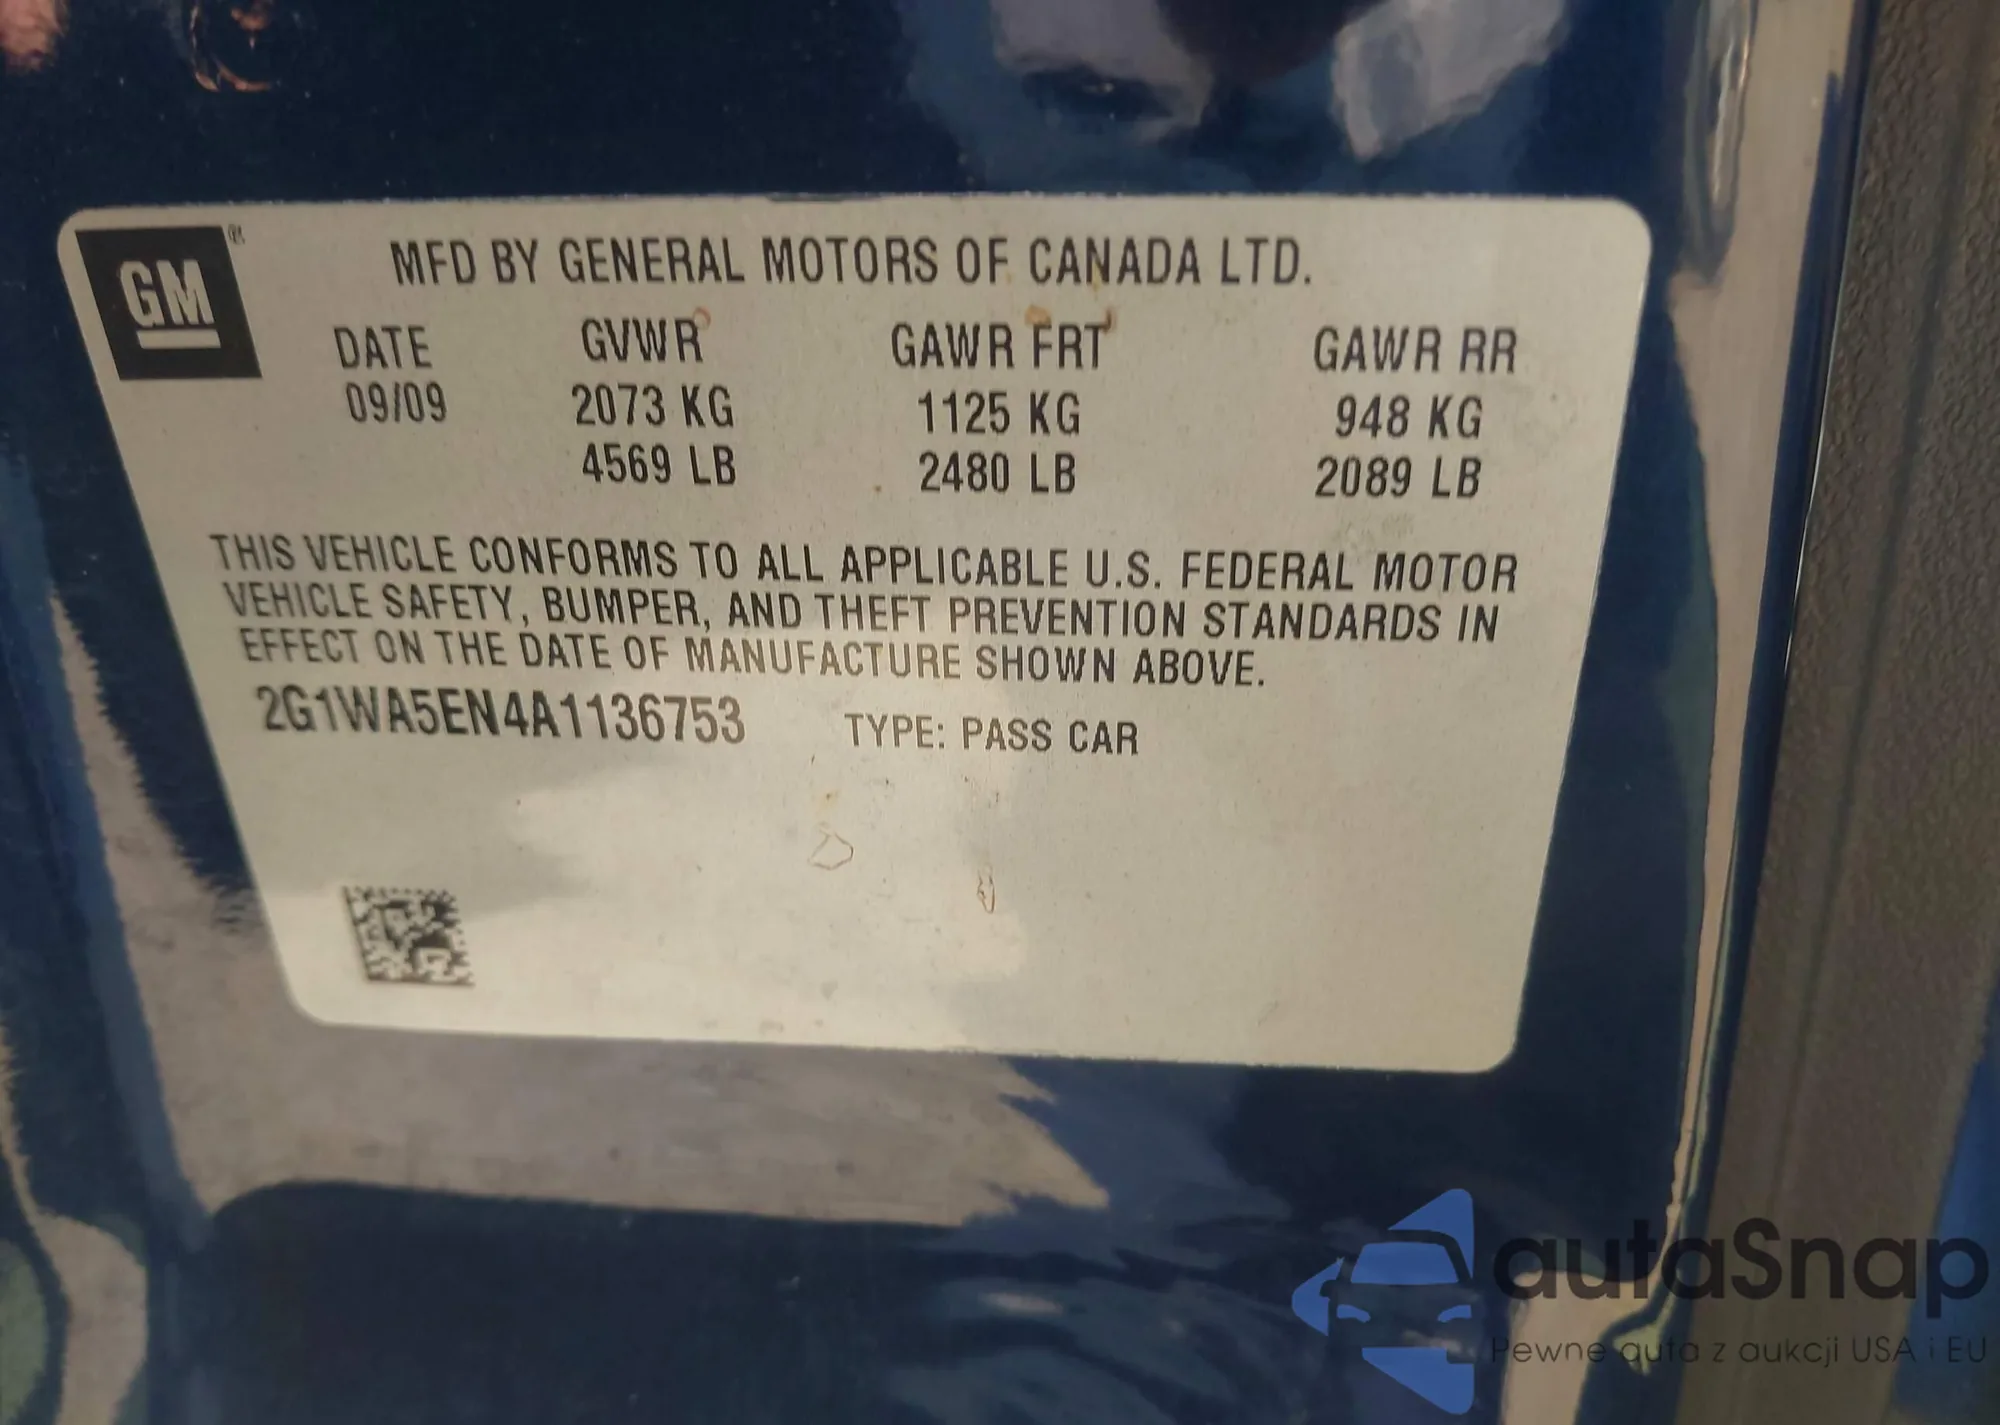 GM®
MFD BY GENERAL MOTORS OF CANADA LTD.
DATE GVWR GAWR FRT GAWR RR
09/09 2073 KG 1125 KG 948 KG
4569 LB 2480 LB 2089 LB
THIS VEHICLE CONFORMS TO ALL APPLICABLE U.S. FEDERAL MOTOR
VEHICLE SAFETY, BUMPER, AND THEFT PREVENTION STANDARDS IN
EFFECT ON THE DATE OF MANUFACTURE SHOWN ABOVE.
2G1WA5EN4A1136753 TYPE: PASS CAR
autaSnap
Pewne auta z aukcji USA i EU